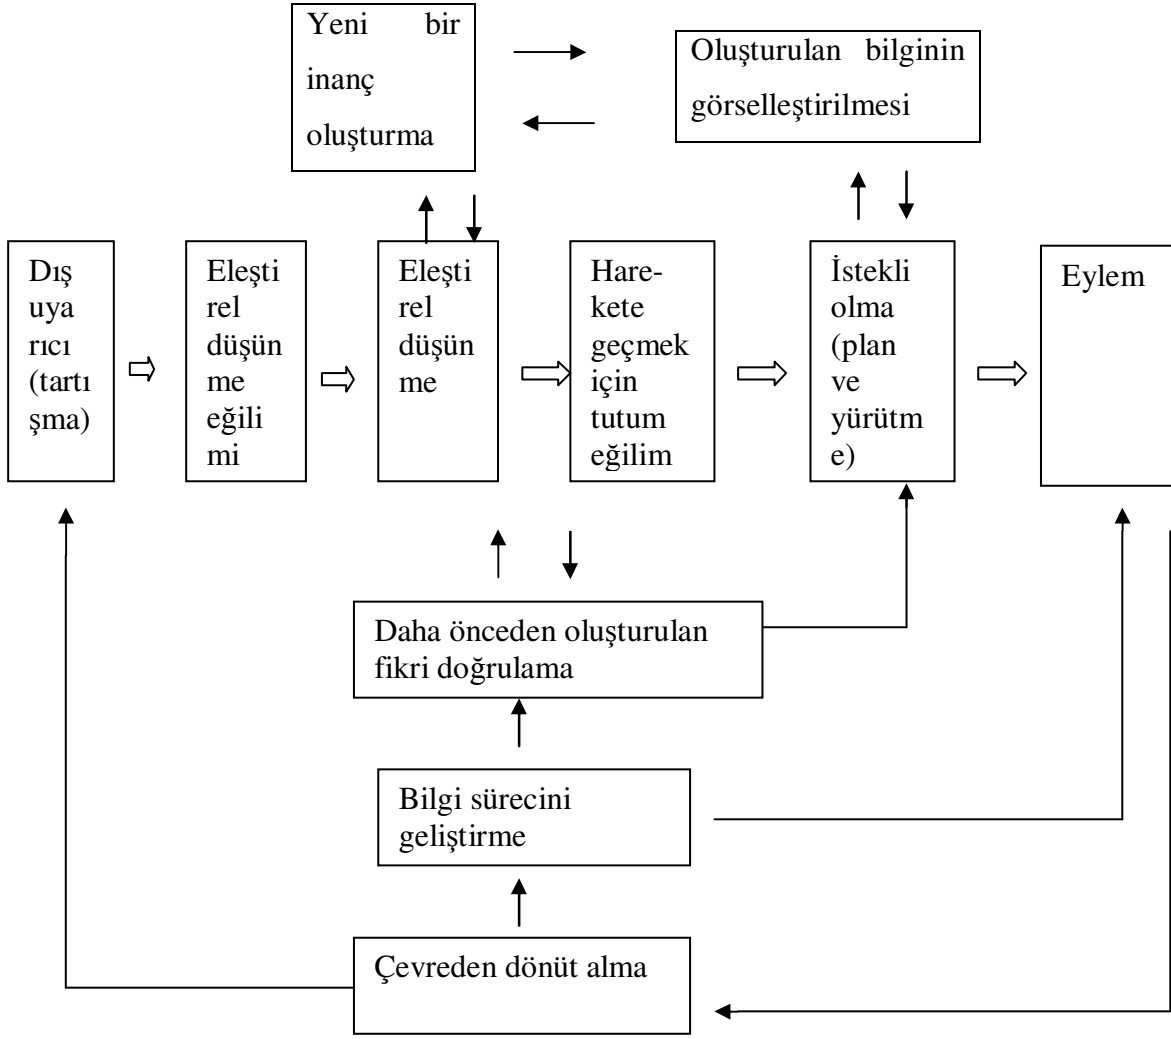 Yeni bir
inanç
oluşturma
Oluşturulan bilginin
görselleştirilmesi
Dış
uya
rıcı
(tartı
şma)
Eleşti
rel
düşün
me
eğili
mi
Eleşti
rel
düşün
me
Hare-
kete
geçmek
için
tutum
eğilim
İstekli
olma
(plan
ve
yürütm
e)
Eylem
Daha önceden oluşturulan
fikri doğrulama
Bilgi sürecini
geliştirme
Çevreden dönüt alma